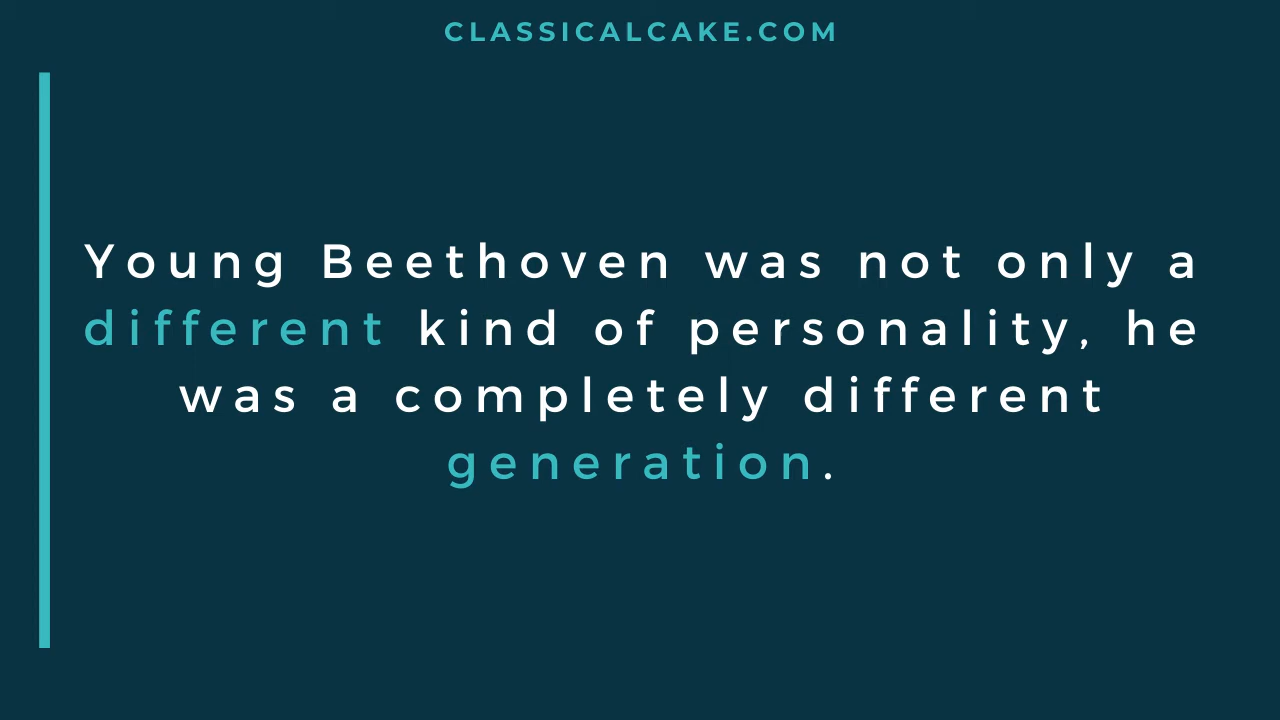 CLASSICALCAKE.COM
Young Beethoven was not only a
different kind of personality, he
was a completely different
generation.